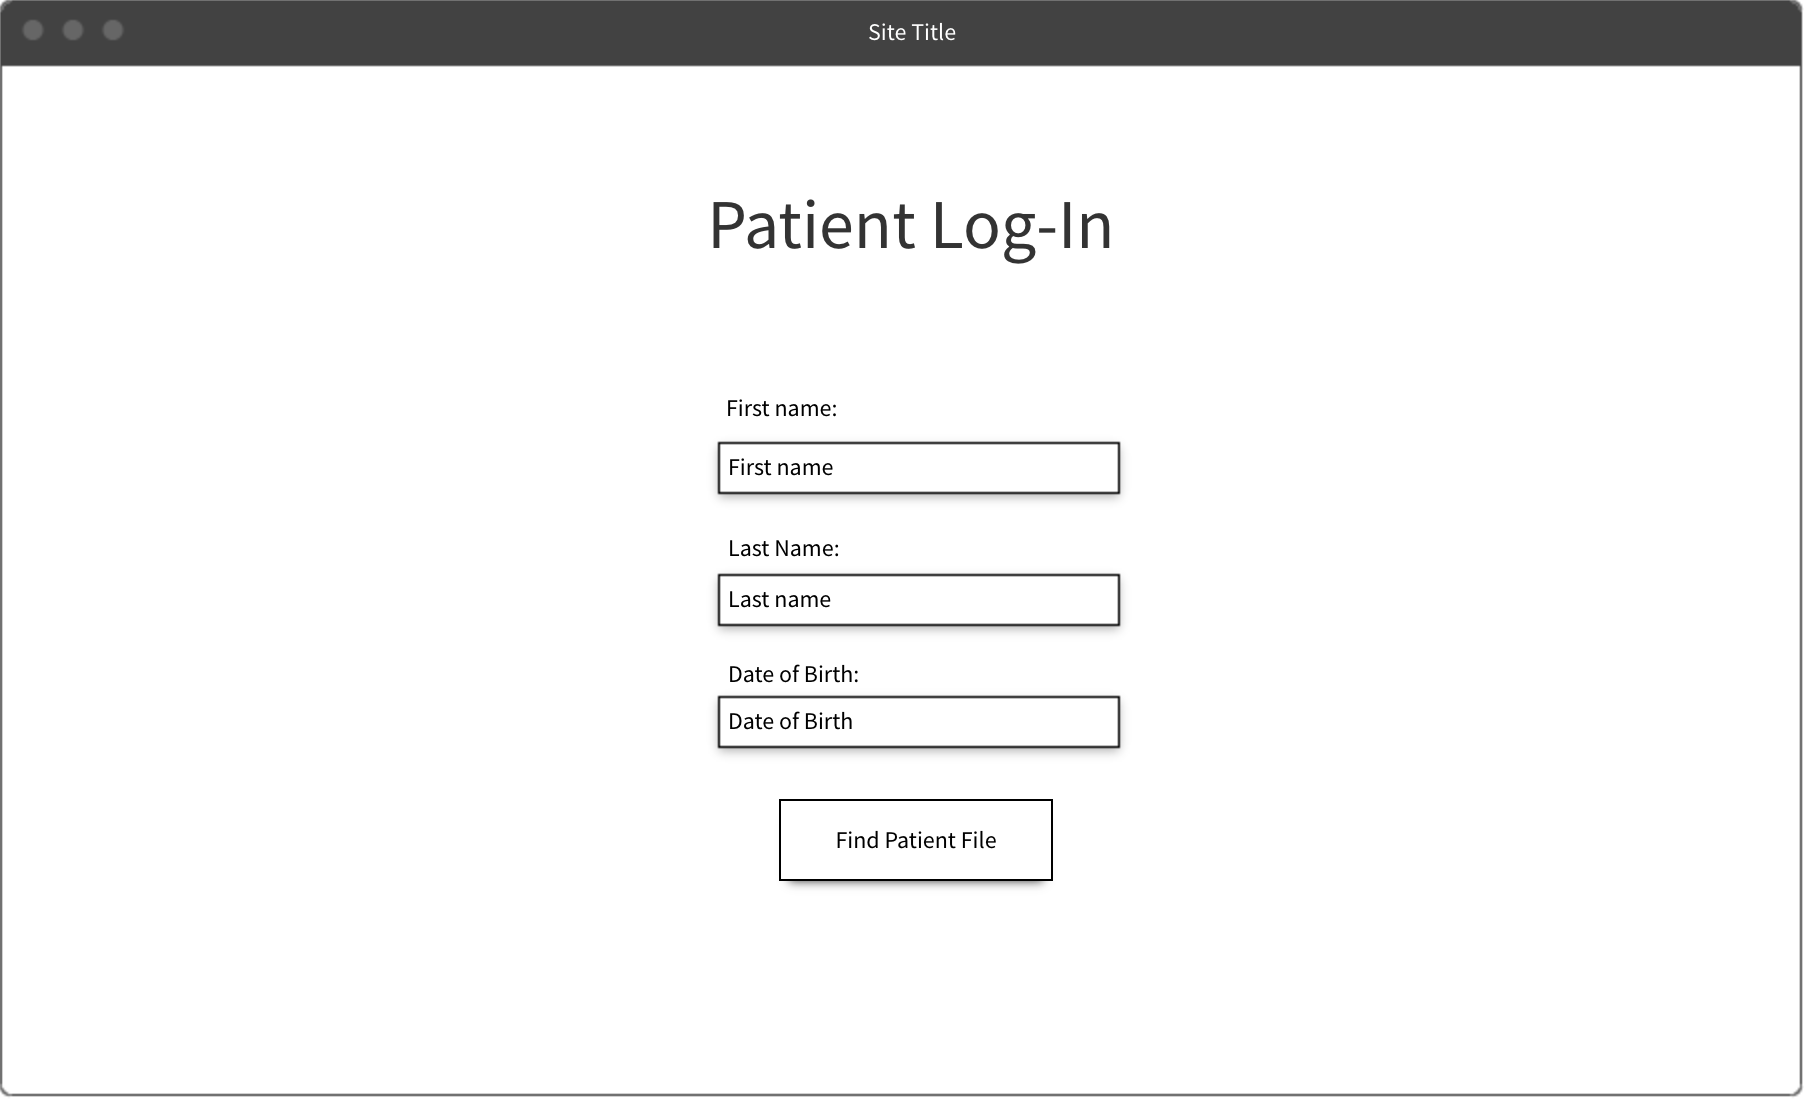 Site Title
Patient Log-In
First name:
First name
Last Name:
Last name
Date of Birth:
Date of Birth
Find Patient File